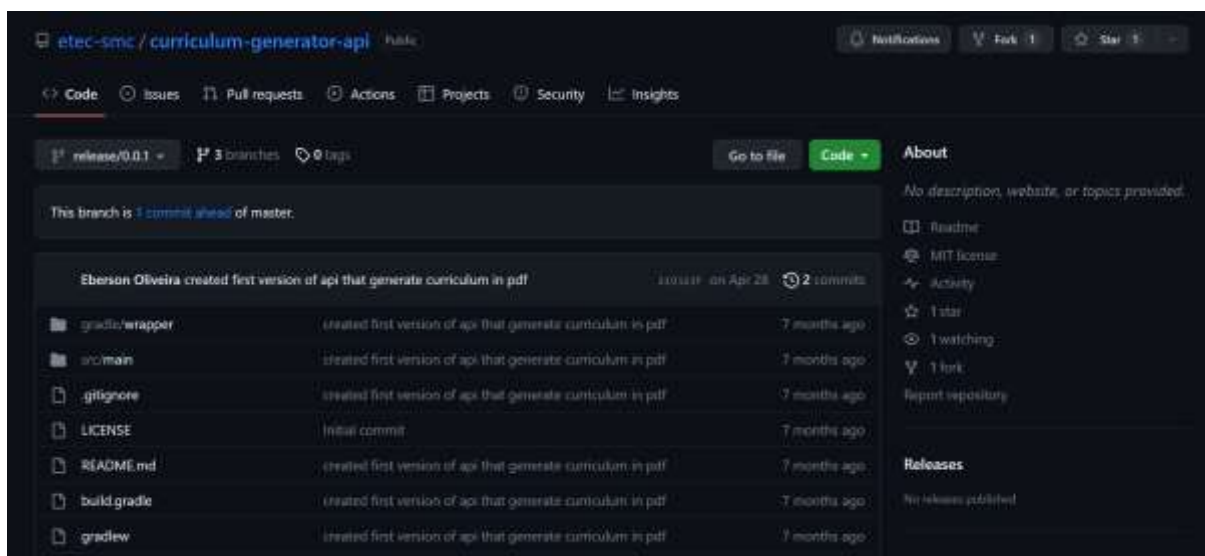 etec-smc / curriculum-generator-api Public
Notifications Fork 1 Star 1
Code Issues Pull requests Actions Projects Security Insights
release/0.0.1 3 branches 0 tags Go to file Code
This branch is 1 commit ahead of master.
Eberson Oliveira created first version of api that generate curriculum in pdf on Apr 28 2 commits
gradle/wrapper created first version of api that generate curriculum in pdf 7 months ago
src/main created first version of api that generate curriculum in pdf 7 months ago
.gitignore created first version of api that generate curriculum in pdf 7 months ago
LICENSE Initial commit 7 months ago
README.md created first version of api that generate curriculum in pdf 7 months ago
build.gradle created first version of api that generate curriculum in pdf 7 months ago
gradlew created first version of api that generate curriculum in pdf 7 months ago
About
No description, website, or topics provided.
Readme
MIT license
Activity
1 star
1 watching
1 fork
Report repository
Releases
No releases published